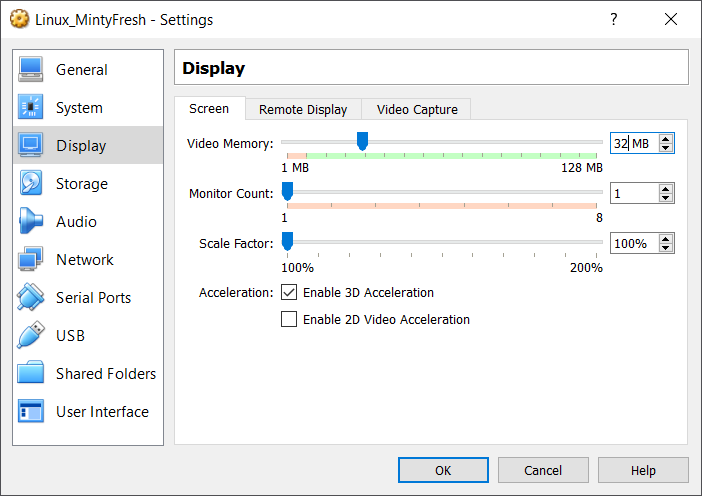 Linux_MintyFresh - Settings
?
General
System
Display
Storage
Audio
Network
Serial Ports
USB
Shared Folders
User Interface
Display
Screen Remote Display Video Capture
Video Memory: 32 MB
1 MB 128 MB
Monitor Count: 1
1 8
Scale Factor: 100%
100% 200%
Acceleration: Enable 3D Acceleration
Enable 2D Video Acceleration
OK Cancel Help